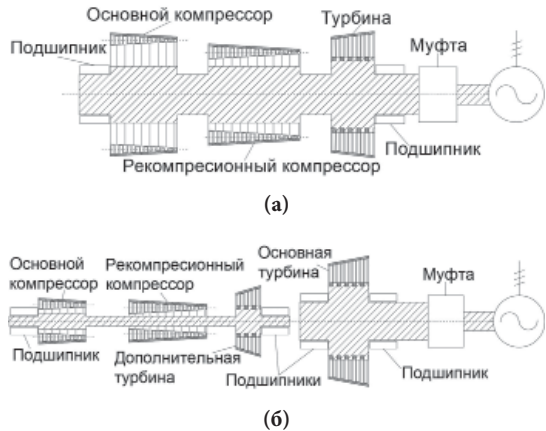 Основной компрессор
Турбина
Подшипник
Муфта
Подшипник
Рекомпресионный компрессор
(а)
Основной
компрессор
Рекомпресионный
компрессор
Основная
турбина
Муфта
Подшипник
Дополнительная
турбина
Подшипники
Подшипник
(б)